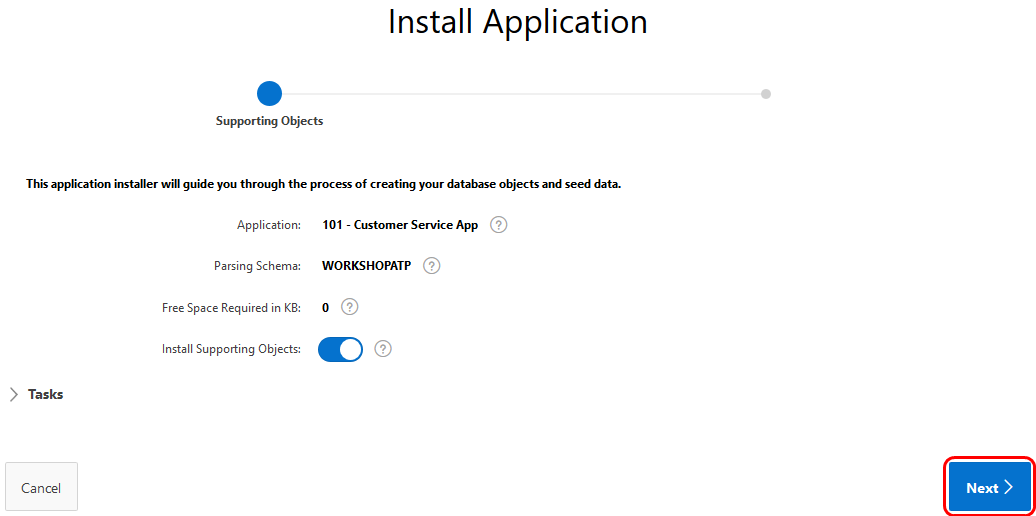 Install Application
Supporting Objects
This application installer will guide you through the process of creating your database objects and seed data.
Application: 101 - Customer Service App ?
Parsing Schema: WORKSHOPATP ?
Free Space Required in KB: 0 ?
Install Supporting Objects: ?
Tasks
Cancel
Next